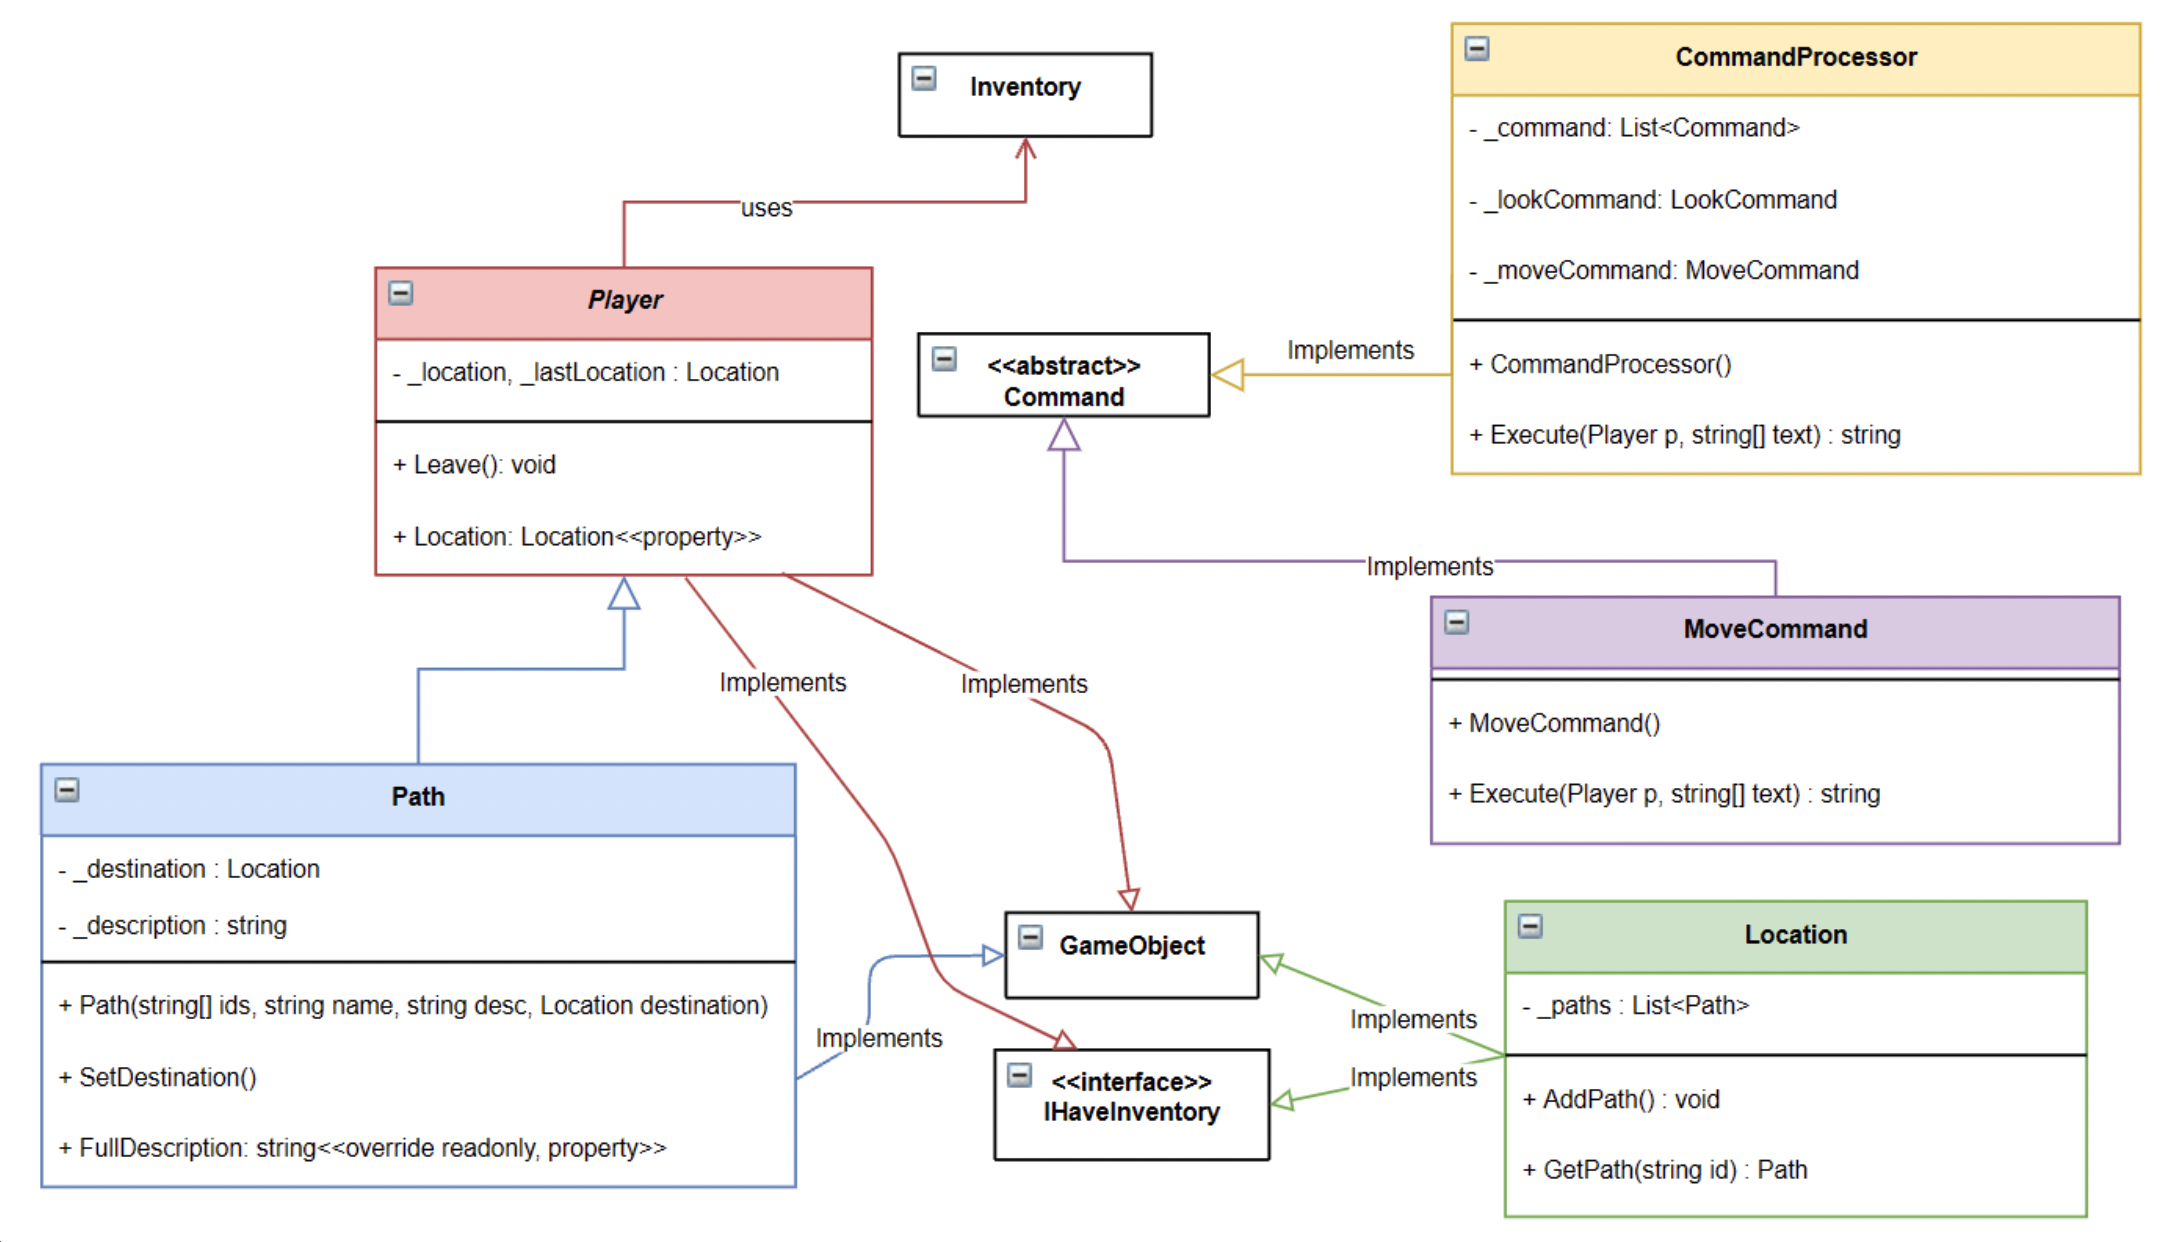 Inventory
CommandProcessor
- _command: List<Command>
- _lookCommand: LookCommand
- _moveCommand: MoveCommand
+ CommandProcessor()
+ Execute(Player p, string[] text) : string
uses
Player
- _location, _lastLocation : Location
+ Leave(): void
+ Location: Location<<property>>
<<abstract>>
Command
Implements
Implements
MoveCommand
+ MoveCommand()
+ Execute(Player p, string[] text) : string
Implements
Implements
Path
- _destination : Location
- _description : string
+ Path(string[] ids, string name, string desc, Location destination)
+ SetDestination()
+ FullDescription: string<<override readonly, property>>
Implements
GameObject
<<interface>>
IHaveInventory
Implements
Implements
Location
- _paths : List<Path>
+ AddPath() : void
+ GetPath(string id) : Path